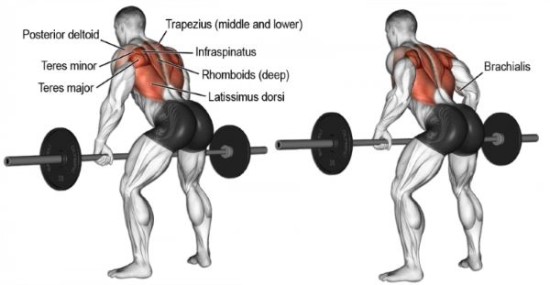 Trapezius (middle and lower)
Posterior deltoid
Infraspinatus
Teres minor
Rhomboids (deep)
Teres major
Latissimus dorsi
Brachialis